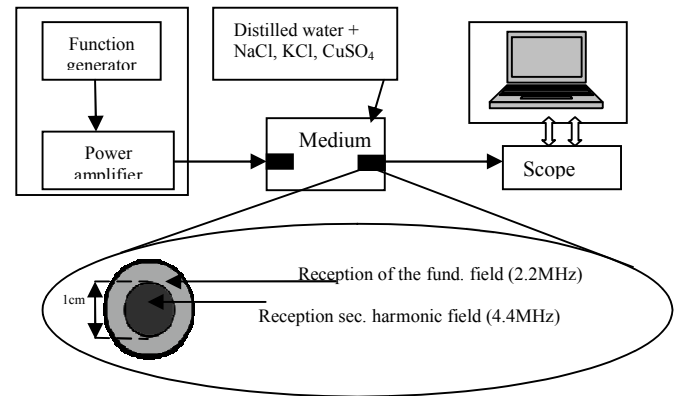 Function
generator
Distilled water +
NaCl, KCl, CuSO₄
Power
amplifier
Medium
Scope
Reception of the fund. field (2.2MHz)
1cm
Reception sec. harmonic field (4.4MHz)